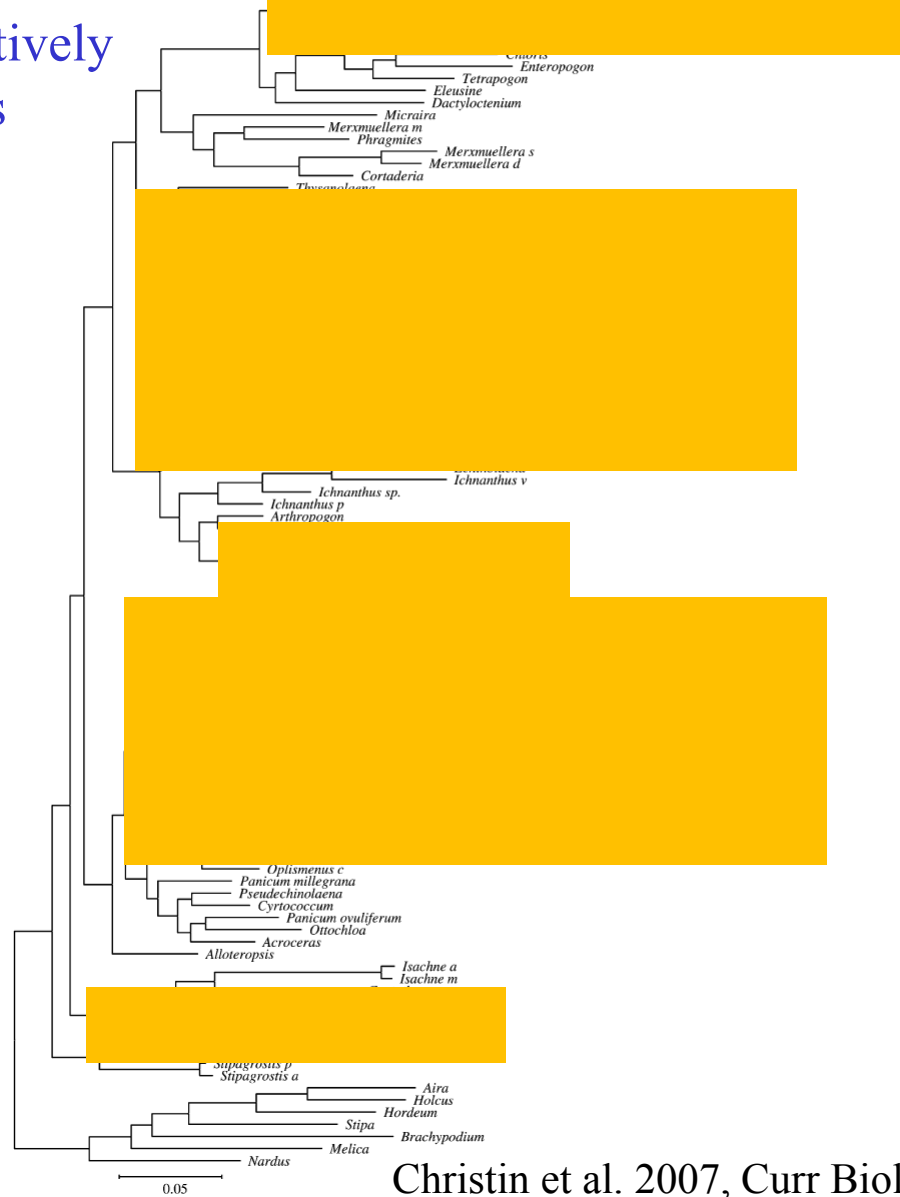 Enteropogon
Tetrapogon
Eleusine
Dactyloctenium
Micraira
Merxmuellera m
Phragmites
Merxmuellera s
Merxmuellera d
Cortaderia
Thysanolaena
Ichnanthus v
Ichnanthus sp.
Ichnanthus p
Arthropogon
Oplismenus c
Panicum millegrana
Pseudechinolaena
Cyrtococcum
Panicum ovuliferum
Ottochloa
Acroceras
Alloteropsis
Isachne a
Isachne m
Stipagrostis p
Stipagrostis a
Aira
Holcus
Hordeum
Stipa
Brachypodium
Melica
Nardus
0.05
Christin et al. 2007, Curr Biol